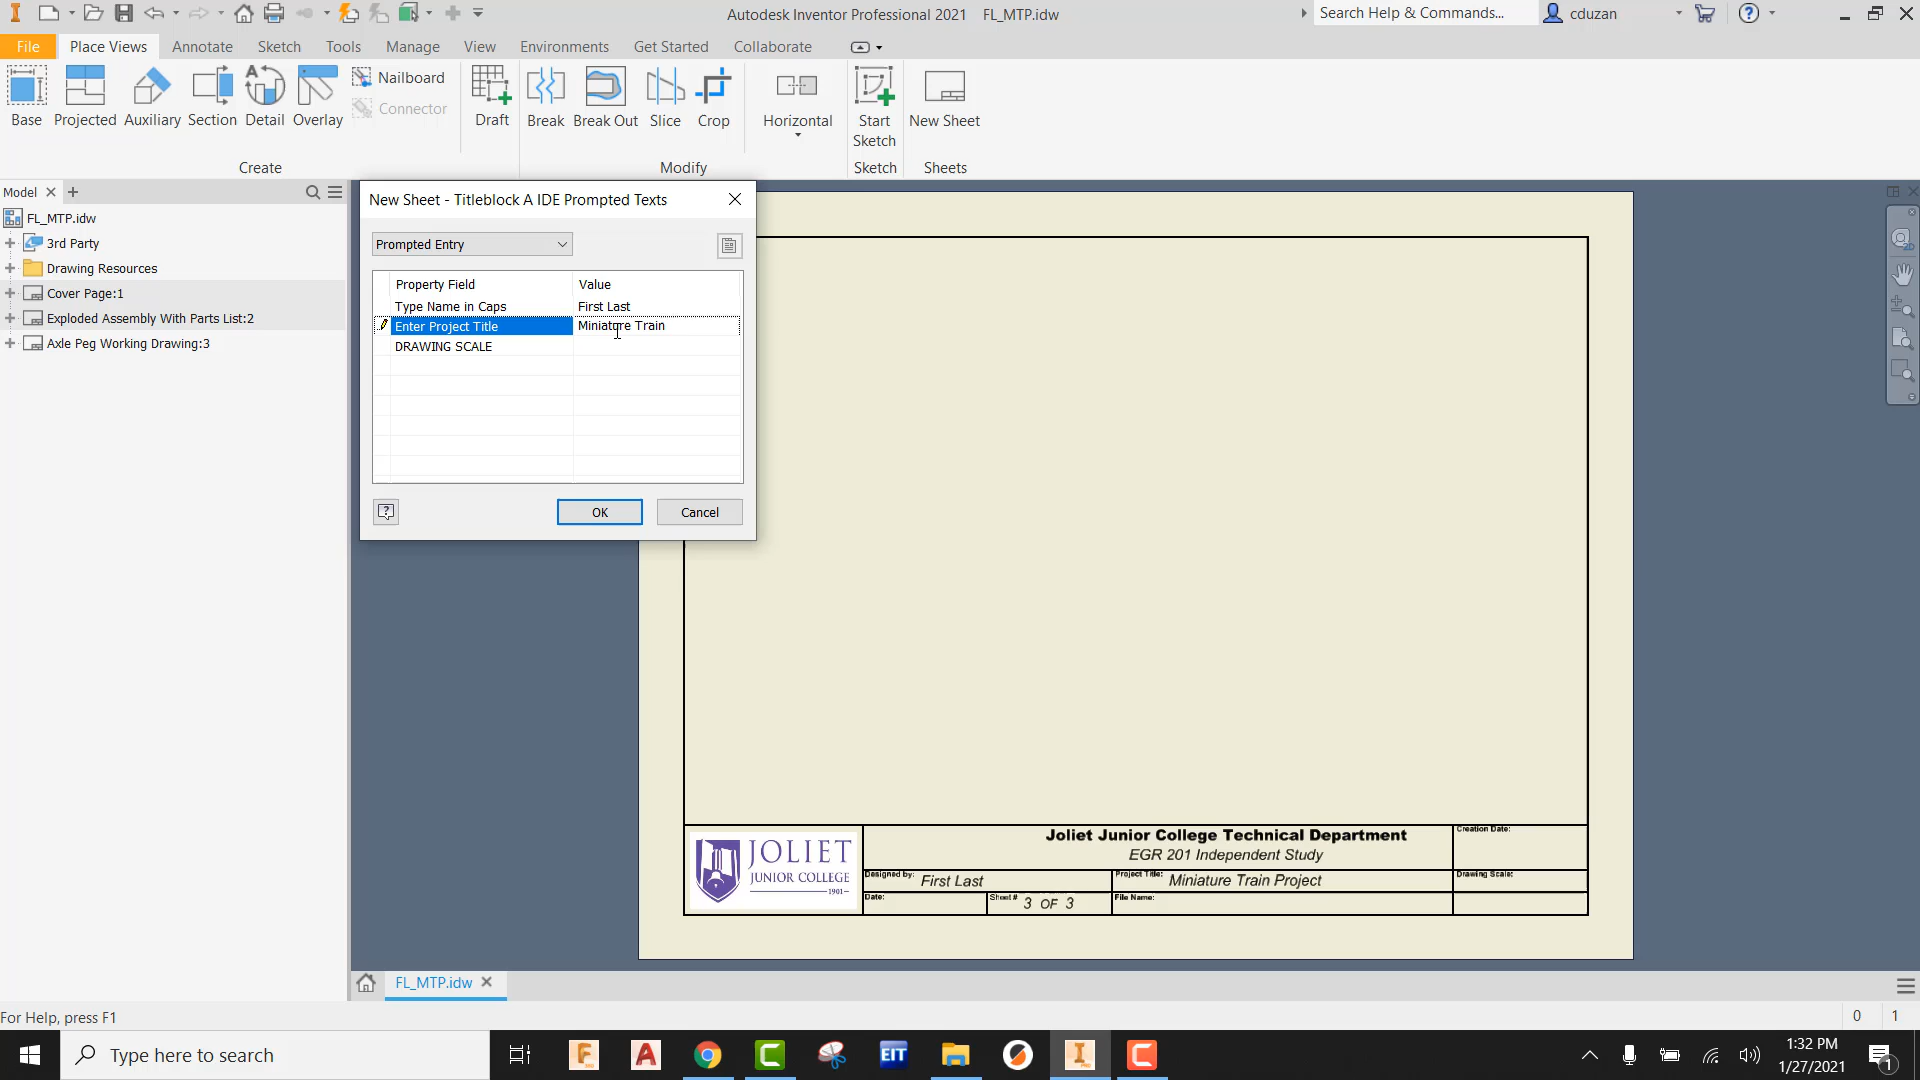 Autodesk Inventor Professional 2021 FL_MTP.idw
Search Help & Commands...
cduzan
File Place Views Annotate Sketch Tools Manage View Environments Get Started Collaborate
Base Projected Auxiliary Section Detail Overlay
Nailboard
Connector
Draft
Break Break Out Slice Crop
Horizontal
Start Sketch
New Sheet
Create Modify Sketch Sheets
Model
FL_MTP.idw
3rd Party
Drawing Resources
Cover Page:1
Exploded Assembly With Parts List:2
Axle Peg Working Drawing:3
New Sheet - Titleblock A IDE Prompted Texts
Prompted Entry
Property Field Value
Type Name in Caps First Last
Enter Project Title Miniature Train
DRAWING SCALE
OK Cancel
JOLIET
JUNIOR COLLEGE
1901
Joliet Junior College Technical Department
EGR 201 Independent Study
Creation Date:
Designed by: First Last
Project Title: Miniature Train Project
Drawing Scale:
Date:
Sheet # 3 OF 3
File Name:
FL_MTP.idw
For Help, press F1
0 1
Type here to search
EIT
1:32 PM
1/27/2021
1